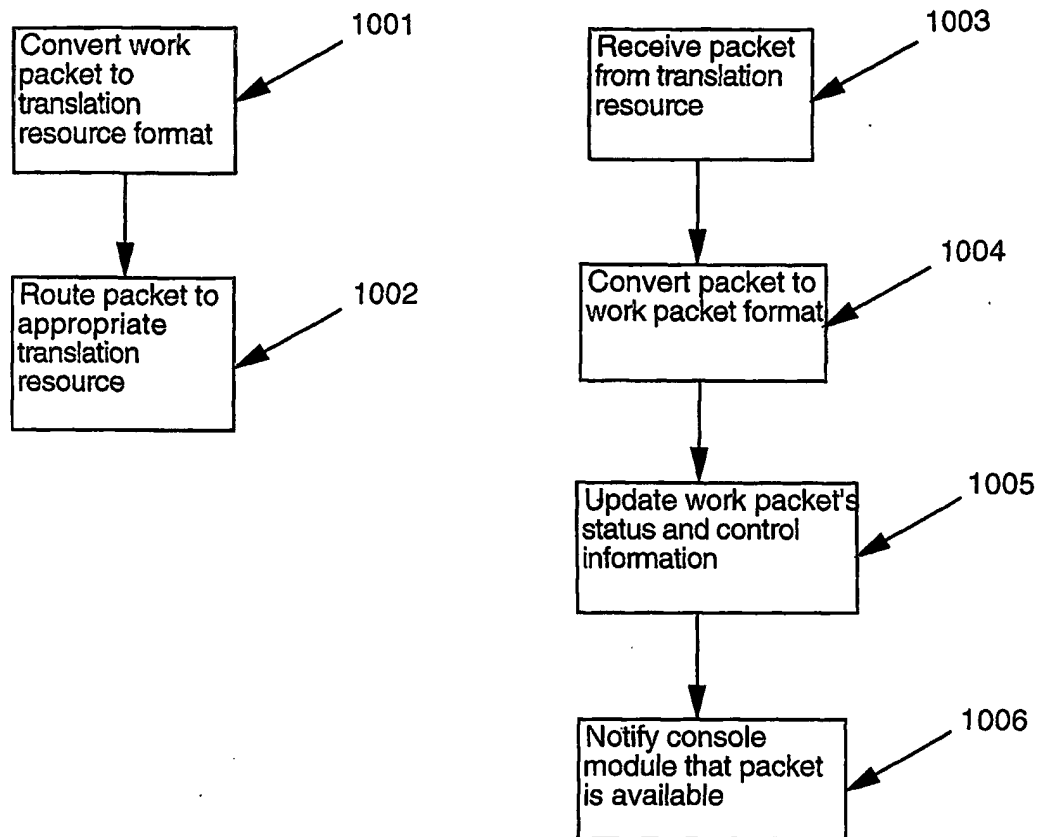 1001
Convert work
packet to
translation
resource format
1002
Route packet to
appropriate
translation
resource
1003
Receive packet
from translation
resource
1004
Convert packet to
work packet format
1005
Update work packet's
status and control
information
1006
Notify console
module that packet
is available